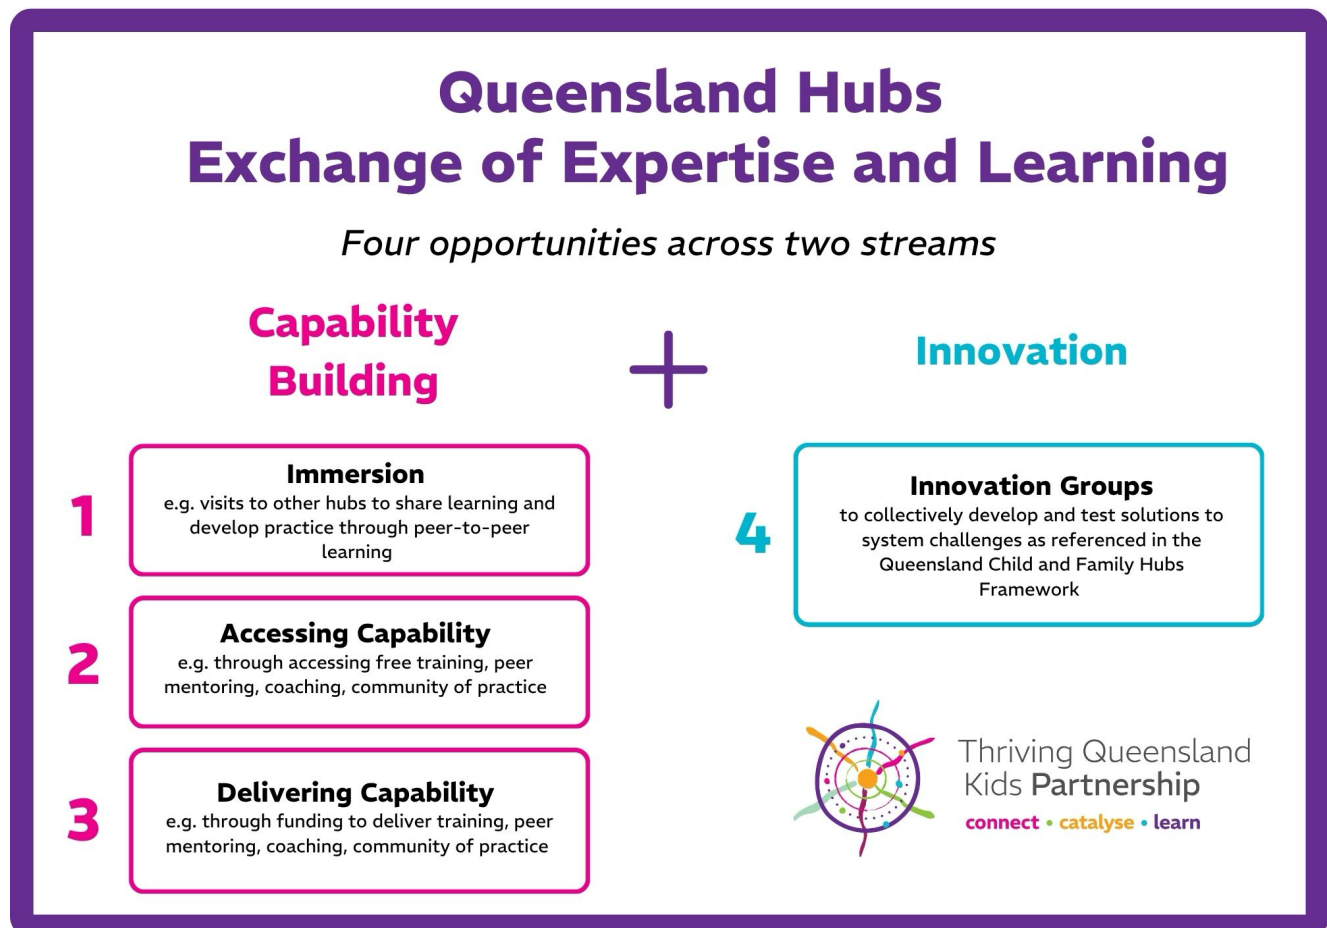 Queensland Hubs
Exchange of Expertise and Learning
Four opportunities across two streams
Capability
Building
1
Immersion
e.g. visits to other hubs to share learning and
develop practice through peer-to-peer
learning
2
Accessing Capability
e.g. through accessing free training, peer
mentoring, coaching, community of practice
3
Delivering Capability
e.g. through funding to deliver training, peer
mentoring, coaching, community of practice
+
Innovation
4
Innovation Groups
to collectively develop and test solutions to
system challenges as referenced in the
Queensland Child and Family Hubs
Framework
Thriving Queensland
Kids Partnership
connect • catalyse • learn